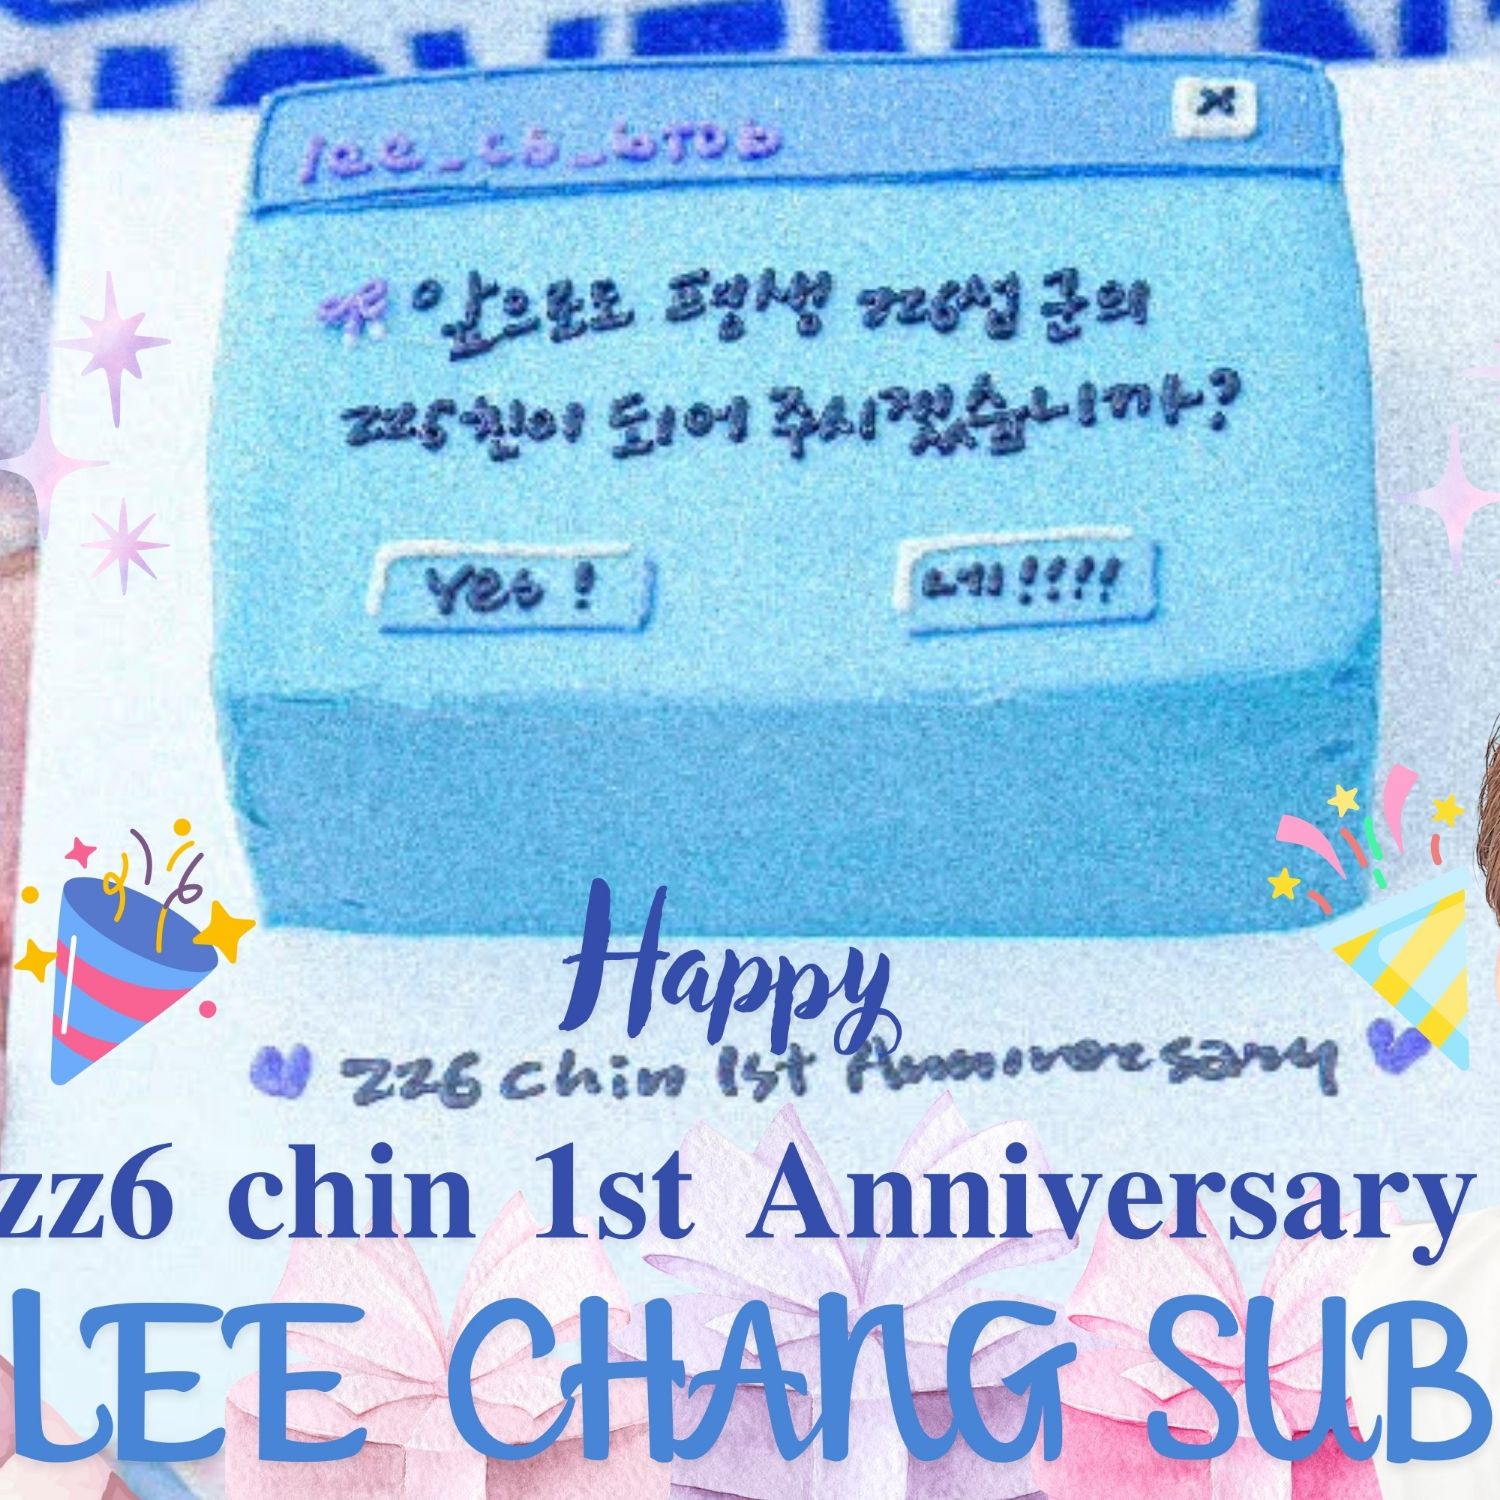 lee_cs_btob
x
앞으로도 평생 zz6섭 군의
zz6친이 되어 주시겠습니까?
Yes !
네!!!!
Happy
zz6 chin 1st Anniversary
zz6 chin 1st Anniversary
LEE CHANG SUB